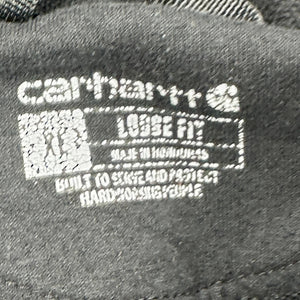 carhartt
XL LOOSE FIT
MADE IN HONDURAS
BUILT TO SERVE AND PROTECT
HARDWORKING PEOPLE